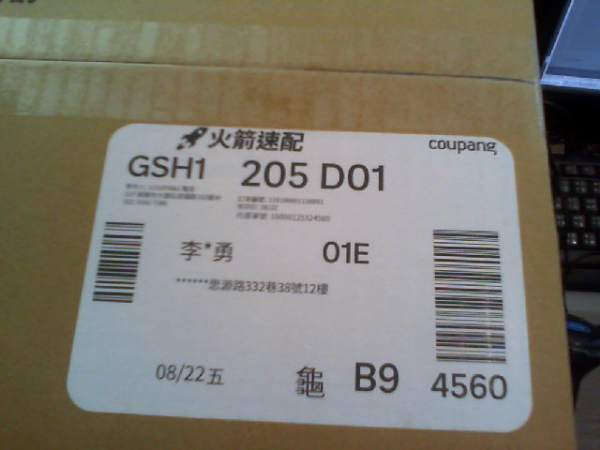 火箭速配 coupang
GSH1 205 D01
李*勇 01E
******思源路332巷38號12樓
08/22五 龜 B9 4560